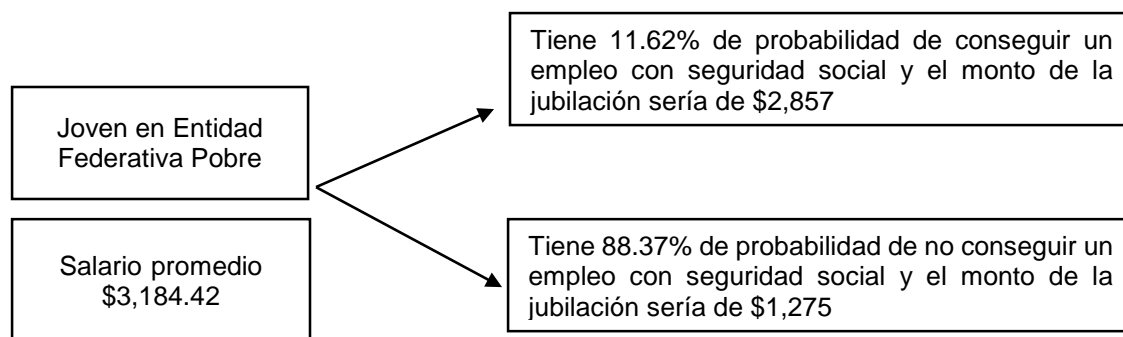 Joven en Entidad
Federativa Pobre
Salario promedio
$3,184.42
Tiene 11.62% de probabilidad de conseguir un
empleo con seguridad social y el monto de la
jubilación sería de $2,857
Tiene 88.37% de probabilidad de no conseguir un
empleo con seguridad social y el monto de la
jubilación sería de $1,275